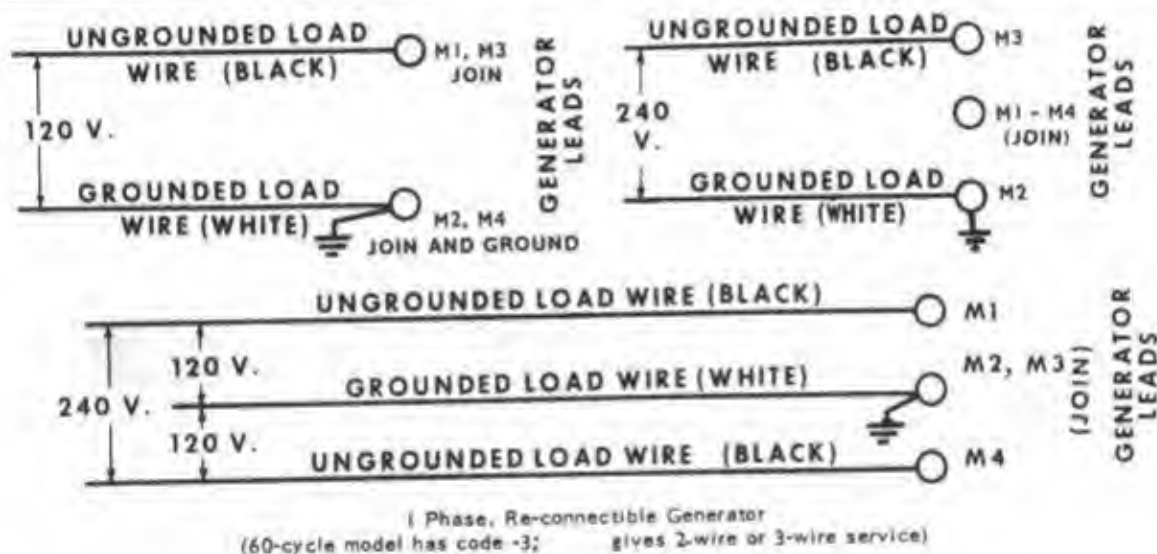 UNGROUNDED LOAD
WIRE (BLACK)
M1, M3
JOIN
120 V.
GROUNDED LOAD
WIRE (WHITE)
M2, M4
JOIN AND GROUND
GENERATOR
LEADS
UNGROUNDED LOAD
WIRE (BLACK)
M3
240
V.
M1 - M4
(JOIN)
GROUNDED LOAD
WIRE (WHITE)
M2
GENERATOR
LEADS
UNGROUNDED LOAD WIRE (BLACK)
M1
120 V.
GROUNDED LOAD WIRE (WHITE)
M2, M3
240 V.
120 V.
UNGROUNDED LOAD WIRE (BLACK)
M4
(JOIN)
GENERATOR
LEADS
1 Phase, Re-connectible Generator
(60-cycle model has code -3; gives 2-wire or 3-wire service)